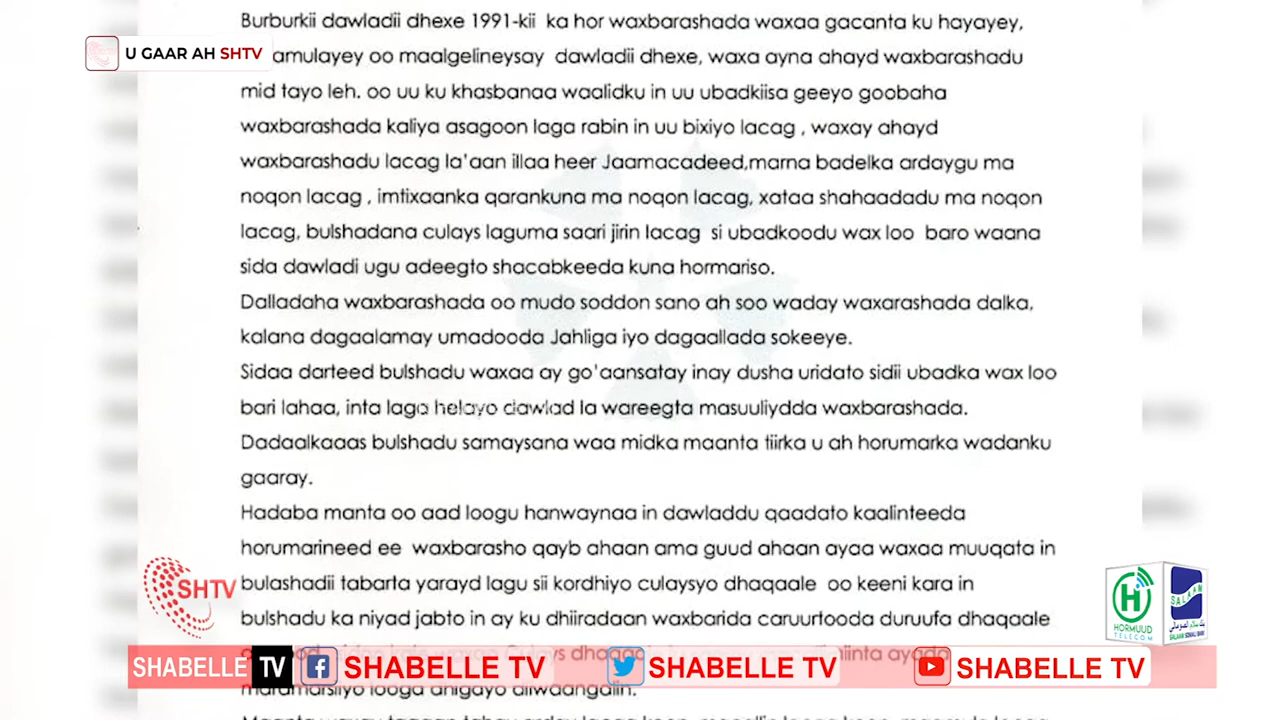 Burburkii dawladii dhexe 1991-kii ka hor waxbarashada waxaa gacanta ku hayayey,
U GAAR AH SHTV
amulayey oo maalgelineysay dawladii dhexe, waxa ayna ahayd waxbarashadu
mid tayo leh. oo uu ku khasbanaa waalidku in uu ubadkiisa geeyo goobaha
waxbarashada kaliya asagoon laga rabin in uu bixiyo lacag , waxay ahayd
waxbarashadu lacag la'aan illaa heer Jaamacadeed,marna badelka ardaygu ma
noqon lacag , imtixaanka qarankuna ma noqon lacag, xataa shahaadadu ma noqon
lacag, bulshadana culays laguma saari jirin lacag si ubadkoodu wax loo baro waana
sida dawladi ugu adeegto shacabkeeda kuna hormariso.
Dalladaha waxbarashada oo mudo soddon sano ah soo waday waxarashada dalka,
kalana dagaalamay umadooda Jahliga iyo dagaallada sokeeye.
Sidaa darteed bulshadu waxaa ay go'aansatay inay dusha uridato sidii ubadka wax loo
bari lahaa, inta laga helayo dawlad la wareegta masuuliydda waxbarashada.
Dadaalkaaas bulshadu samaysana waa midka maanta tiirka u ah horumarka wadanku
gaaray.
Hadaba manta oo aad loogu hanwaynaa in dawladdu qaadato kaalinteeda
horumarineed ee waxbarasho qayb ahaan ama guud ahaan ayaa waxaa muuqata in
bulashadii tabarta yarayd lagu sii kordhiyo culaysyo dhaqaale oo keeni kara in
bulshadu ka niyad jabto in ay ku dhiiradaan waxbarida caruurtooda duruufa dhaqaale
SHTV
HORMUUD
TELECOM
SALAAM
بنك سلام الصومالي
SALAAM SOMALI BANK
SHABELLE TV
SHABELLE TV
SHABELLE TV
SHABELLE TV